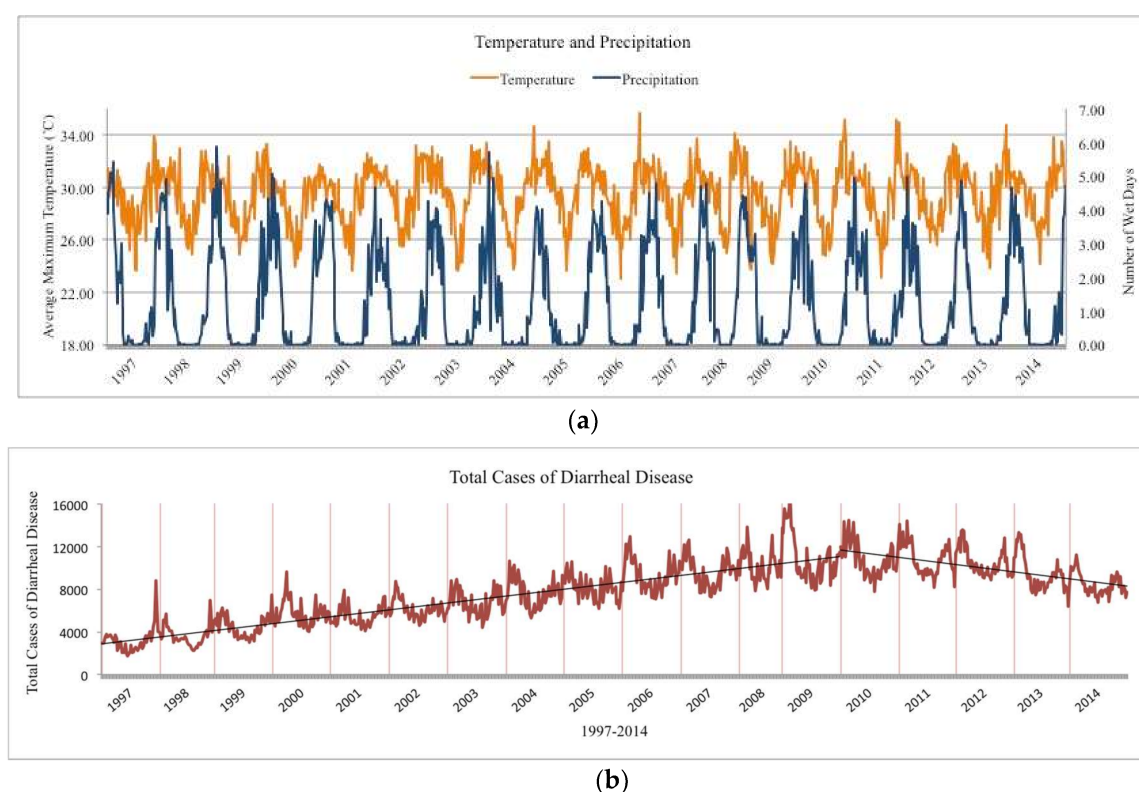 Temperature and Precipitation
Temperature Precipitation
Average Maximum Temperature (˚C)
34.00
30.00
26.00
22.00
18.00
7.00
6.00
5.00
4.00
3.00
2.00
1.00
0.00
Number of Wet Days
1997 1998 1999 2000 2001 2002 2003 2004 2005 2006 2007 2008 2009 2010 2011 2012 2013 2014
(a)
Total Cases of Diarrheal Disease
Total Cases of Diarrheal Disease
16000
12000
8000
4000
0
1997 1998 1999 2000 2001 2002 2003 2004 2005 2006 2007 2008 2009 2010 2011 2012 2013 2014
1997-2014
(b)